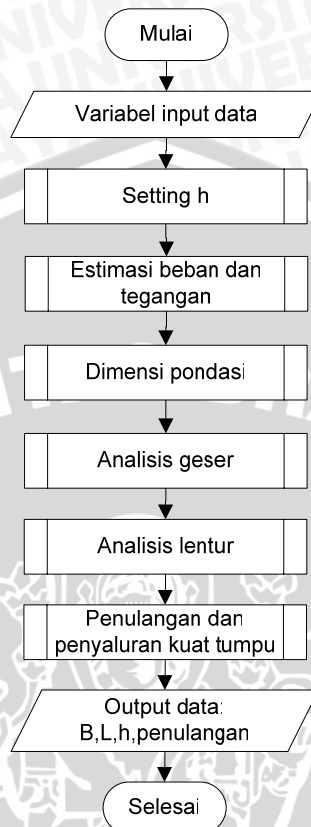 Mulai
Variabel input data
Setting h
Estimasi beban dan
tegangan
Dimensi pondasi
Analisis geser
Analisis lentur
Penulangan dan
penyaluran kuat tumpu
Output data:
B,L,h,penulangan
Selesai